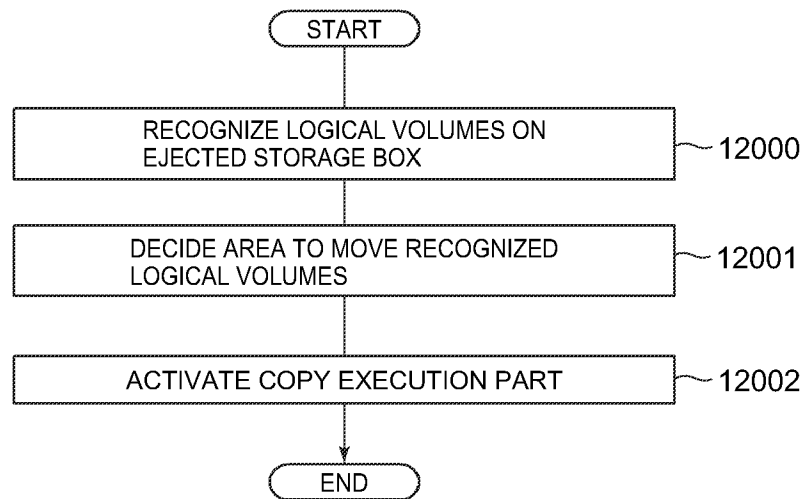 START
RECOGNIZE LOGICAL VOLUMES ON
EJECTED STORAGE BOX
12000
DECIDE AREA TO MOVE RECOGNIZED
LOGICAL VOLUMES
12001
ACTIVATE COPY EXECUTION PART
12002
END